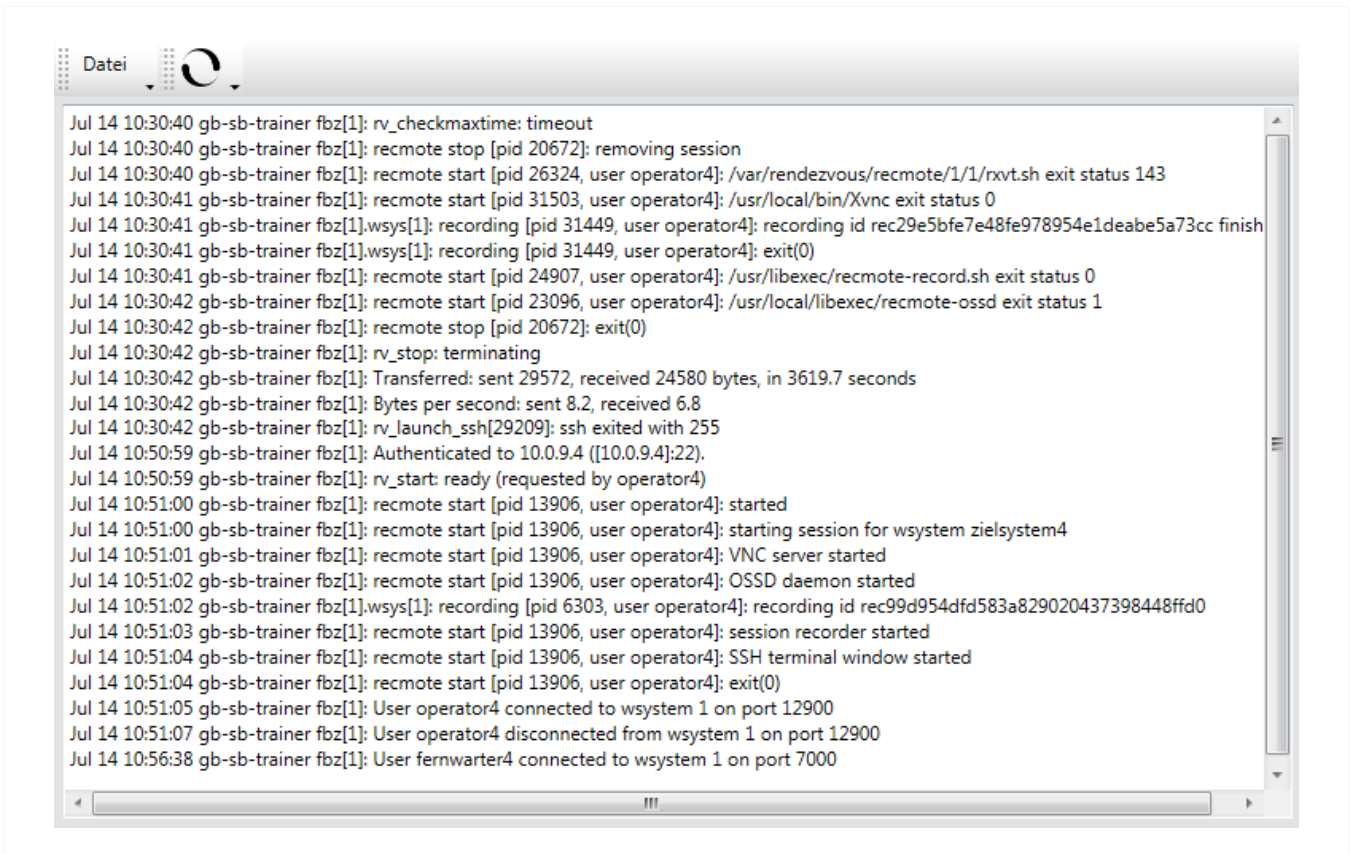 Datei
Jul 14 10:30:40 gb-sb-trainer fbz[1]: rv_checkmaxtime: timeout
Jul 14 10:30:40 gb-sb-trainer fbz[1]: recmote stop [pid 20672]: removing session
Jul 14 10:30:40 gb-sb-trainer fbz[1]: recmote start [pid 26324, user operator4]: /var/rendezvous/recmote/1/1/rxvt.sh exit status 143
Jul 14 10:30:41 gb-sb-trainer fbz[1]: recmote start [pid 31503, user operator4]: /usr/local/bin/Xvnc exit status 0
Jul 14 10:30:41 gb-sb-trainer fbz[1].wsys[1]: recording [pid 31449, user operator4]: recording id rec29e5bfe7e48fe978954e1deabe5a73cc finish
Jul 14 10:30:41 gb-sb-trainer fbz[1].wsys[1]: recording [pid 31449, user operator4]: exit(0)
Jul 14 10:30:41 gb-sb-trainer fbz[1]: recmote start [pid 24907, user operator4]: /usr/libexec/recmote-record.sh exit status 0
Jul 14 10:30:42 gb-sb-trainer fbz[1]: recmote start [pid 23096, user operator4]: /usr/local/libexec/recmote-ossd exit status 1
Jul 14 10:30:42 gb-sb-trainer fbz[1]: recmote stop [pid 20672]: exit(0)
Jul 14 10:30:42 gb-sb-trainer fbz[1]: rv_stop: terminating
Jul 14 10:30:42 gb-sb-trainer fbz[1]: Transferred: sent 29572, received 24580 bytes, in 3619.7 seconds
Jul 14 10:30:42 gb-sb-trainer fbz[1]: Bytes per second: sent 8.2, received 6.8
Jul 14 10:30:42 gb-sb-trainer fbz[1]: rv_launch_ssh[29209]: ssh exited with 255
Jul 14 10:50:59 gb-sb-trainer fbz[1]: Authenticated to 10.0.9.4 ([10.0.9.4]:22).
Jul 14 10:50:59 gb-sb-trainer fbz[1]: rv_start: ready (requested by operator4)
Jul 14 10:51:00 gb-sb-trainer fbz[1]: recmote start [pid 13906, user operator4]: started
Jul 14 10:51:00 gb-sb-trainer fbz[1]: recmote start [pid 13906, user operator4]: starting session for wsystem zielsystem4
Jul 14 10:51:01 gb-sb-trainer fbz[1]: recmote start [pid 13906, user operator4]: VNC server started
Jul 14 10:51:02 gb-sb-trainer fbz[1]: recmote start [pid 13906, user operator4]: OSSD daemon started
Jul 14 10:51:02 gb-sb-trainer fbz[1].wsys[1]: recording [pid 6303, user operator4]: recording id rec99d954dfd583a829020437398448ffd0
Jul 14 10:51:03 gb-sb-trainer fbz[1]: recmote start [pid 13906, user operator4]: session recorder started
Jul 14 10:51:04 gb-sb-trainer fbz[1]: recmote start [pid 13906, user operator4]: SSH terminal window started
Jul 14 10:51:04 gb-sb-trainer fbz[1]: recmote start [pid 13906, user operator4]: exit(0)
Jul 14 10:51:05 gb-sb-trainer fbz[1]: User operator4 connected to wsystem 1 on port 12900
Jul 14 10:51:07 gb-sb-trainer fbz[1]: User operator4 disconnected from wsystem 1 on port 12900
Jul 14 10:56:38 gb-sb-trainer fbz[1]: User fernwarter4 connected to wsystem 1 on port 7000